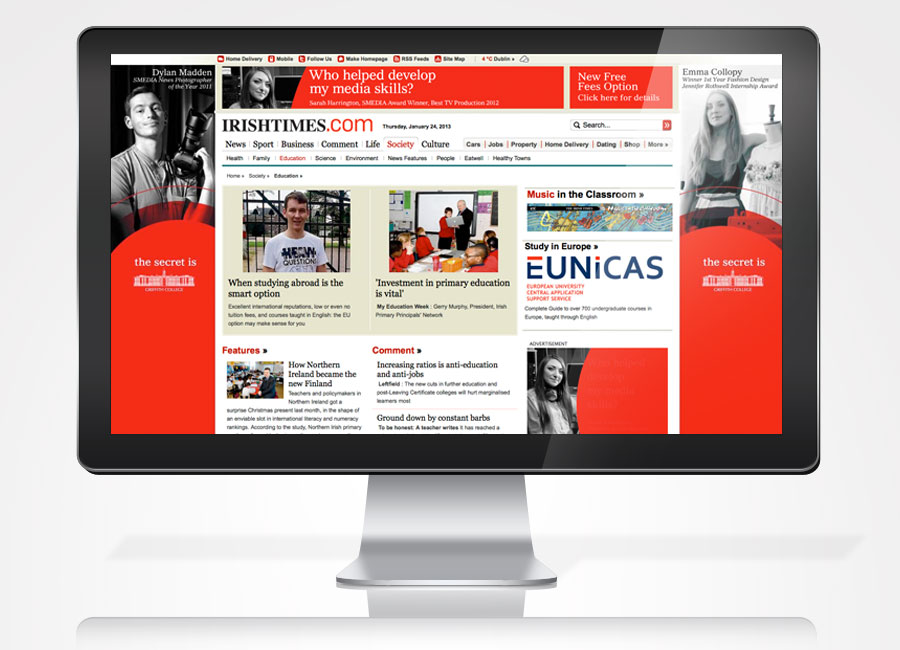 Home Delivery Mobile Follow Us Make Homepage RSS Feeds Site Map 4 °C Dublin
Dylan Madden
SMEDIA News Photographer
of the Year 2011
Who helped develop
my media skills?
Sarah Harrington, SMEDIA Award Winner, Best TV Production 2012
New Free
Fees Option
Click here for details
Emma Collopy
Winner 1st Year Fashion Design
Jennifer Rothwell Internship Award
IRISHTIMES.com
Thursday, January 24, 2013
Search...
News Sport Business Comment Life Society Culture
Cars Jobs Property Home Delivery Dating Shop More »
Health Family Education Science Environment News Features People Eatwell Healthy Towns
Home » Society » Education »
the secret is
GRIFFITH COLLEGE
QUESTION
When studying abroad is the
smart option
Excellent international reputations, low or even no
tuition fees, and courses taught in English: the EU
option may make sense for you
'Investment in primary education
is vital'
My Education Week : Gerry Murphy, President, Irish
Primary Principals' Network
Music in the Classroom »
Study in Europe »
EUNiCAS
EUROPEAN UNIVERSITY
CENTRAL APPLICATION
SUPPORT SERVICE
Complete Guide to over 700 undergraduate courses in
Europe, taught through English
the secret is
GRIFFITH COLLEGE
Features »
How Northern
Ireland became the
new Finland
Teachers and policymakers in
Northern Ireland got a
surprise Christmas present last month, in the shape of
an enviable slot in international literacy and numeracy
rankings. According to the study, Northern Irish primary
Comment »
Increasing ratios is anti-education
and anti-jobs
Leftfield : The new cuts in further education and
post-Leaving Certificate colleges will hurt marginalised
learners most
Ground down by constant barbs
To be honest: A teacher writes It has reached a
ADVERTISEMENT
Who helped
develop
my media
skills?